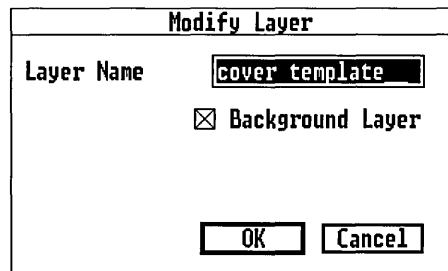 Modify Layer
Layer Name cover template
Background Layer
OK Cancel